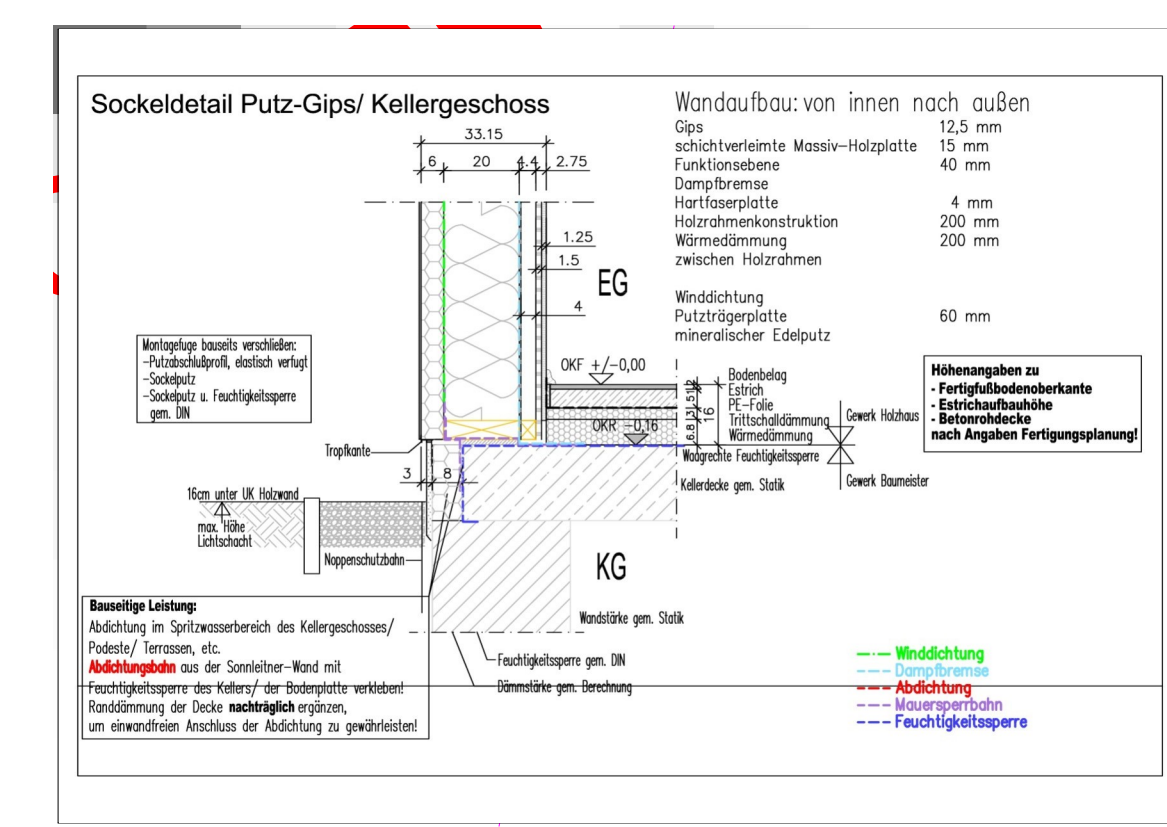 Sockeldetail Putz-Gips/ Kellergeschoss
Wandaufbau: von innen nach außen
Gips 12,5 mm
schichtverleimte Massiv-Holzplatte 15 mm
Funktionsebene 40 mm
Dampfbremse
Hartfaserplatte 4 mm
Holzrahmenkonstruktion 200 mm
Wärmedämmung 200 mm
zwischen Holzrahmen
Winddichtung
Putzträgerplatte 60 mm
mineralischer Edelputz
33.15
6 20 4.4 2.75
1.25
1.5
EG
4
Montagefuge bauseits verschließen:
-Putzabschlußprofil, elastisch verfugt
-Sockelputz
-Sockelputz u. Feuchtigkeitssperre
gem. DIN
OKF +/-0,00
OKR -0,16
16
Bodenbelag
Estrich
PE-Folie
Trittschalldämmung
Wärmedämmung
Waagrechte Feuchtigkeitssperre
Kellerdecke gem. Statik
Gewerk Holzhaus
Gewerk Baumeister
Höhenangaben zu
- Fertigfußbodenoberkante
- Estrichaufbauhöhe
- Betonrohdecke
nach Angaben Fertigungsplanung!
Tropfkante
3 8
16cm unter UK Holzwand
max. Höhe
Lichtschacht
Noppenschutzbahn
KG
Wandstärke gem. Statik
Feuchtigkeitssperre gem. DIN
Dämmstärke gem. Berechnung
Bauseitige Leistung:
Abdichtung im Spritzwasserbereich des Kellergeschosses/
Podeste/ Terrassen, etc.
Abdichtungsbahn aus der Sonnleitner-Wand mit
Feuchtigkeitssperre des Kellers/ der Bodenplatte verkleben!
Randdämmung der Decke nachträglich ergänzen,
um einwandfreien Anschluss der Abdichtung zu gewährleisten!
Winddichtung
Dampfbremse
Abdichtung
Mauersperrbahn
Feuchtigkeitssperre